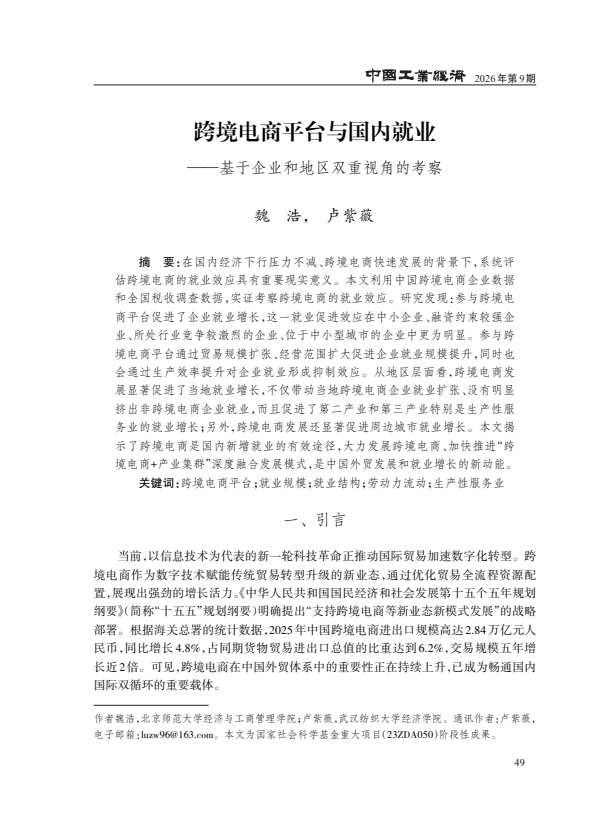 中国工业经济 2026年第9期
跨境电商平台与国内就业
——基于企业和地区双重视角的考察
魏　浩， 卢紫薇
摘　要:在国内经济下行压力不减、跨境电商快速发展的背景下,系统评
估跨境电商的就业效应具有重要现实意义。本文利用中国跨境电商企业数据
和全国税收调查数据,实证考察跨境电商的就业效应。研究发现:参与跨境电
商平台促进了企业就业增长,这一就业促进效应在中小企业、融资约束较强企
业、所处行业竞争较激烈的企业、位于中小型城市的企业中更为明显。参与跨
境电商平台通过贸易规模扩张、经营范围扩大促进企业就业规模提升,同时也
会通过生产效率提升对企业就业形成抑制效应。从地区层面看,跨境电商发
展显著促进了当地就业增长,不仅带动当地跨境电商企业就业扩张、没有明显
挤出非跨境电商企业就业,而且促进了第二产业和第三产业特别是生产性服
务业的就业增长;另外,跨境电商发展还显著促进周边城市就业增长。本文揭
示了跨境电商是国内新增就业的有效途径,大力发展跨境电商、加快推进“跨
境电商+产业集群”深度融合发展模式,是中国外贸发展和就业增长的新动能。
关键词:跨境电商平台;就业规模;就业结构;劳动力流动;生产性服务业
一、引言
当前,以信息技术为代表的新一轮科技革命正推动国际贸易加速数字化转型。跨
境电商作为数字技术赋能传统贸易转型升级的新业态,通过优化贸易全流程资源配
置,展现出强劲的增长活力。《中华人民共和国国民经济和社会发展第十五个五年规划
纲要》(简称“十五五”规划纲要)明确提出“支持跨境电商等新业态新模式发展”的战略
部署。根据海关总署的统计数据,2025年中国跨境电商进出口规模高达2.84万亿元人
民币,同比增长4.8%,占同期货物贸易进出口总值的比重达到6.2%,交易规模五年增
长近2倍。可见,跨境电商在中国外贸体系中的重要性正在持续上升,已成为畅通国内
国际双循环的重要载体。
作者魏浩,北京师范大学经济与工商管理学院;卢紫薇,武汉纺织大学经济学院。通讯作者:卢紫薇,
电子邮箱:luzw96@163.com。本文为国家社会科学基金重大项目(23ZDA050)阶段性成果。
49